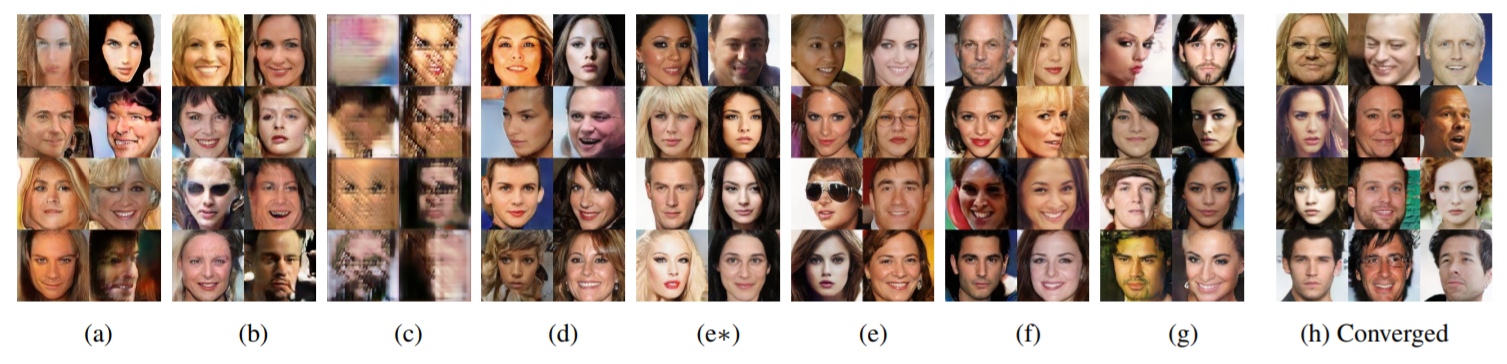 (a) (b) (c) (d) (e∗) (e) (f) (g) (h) Converged